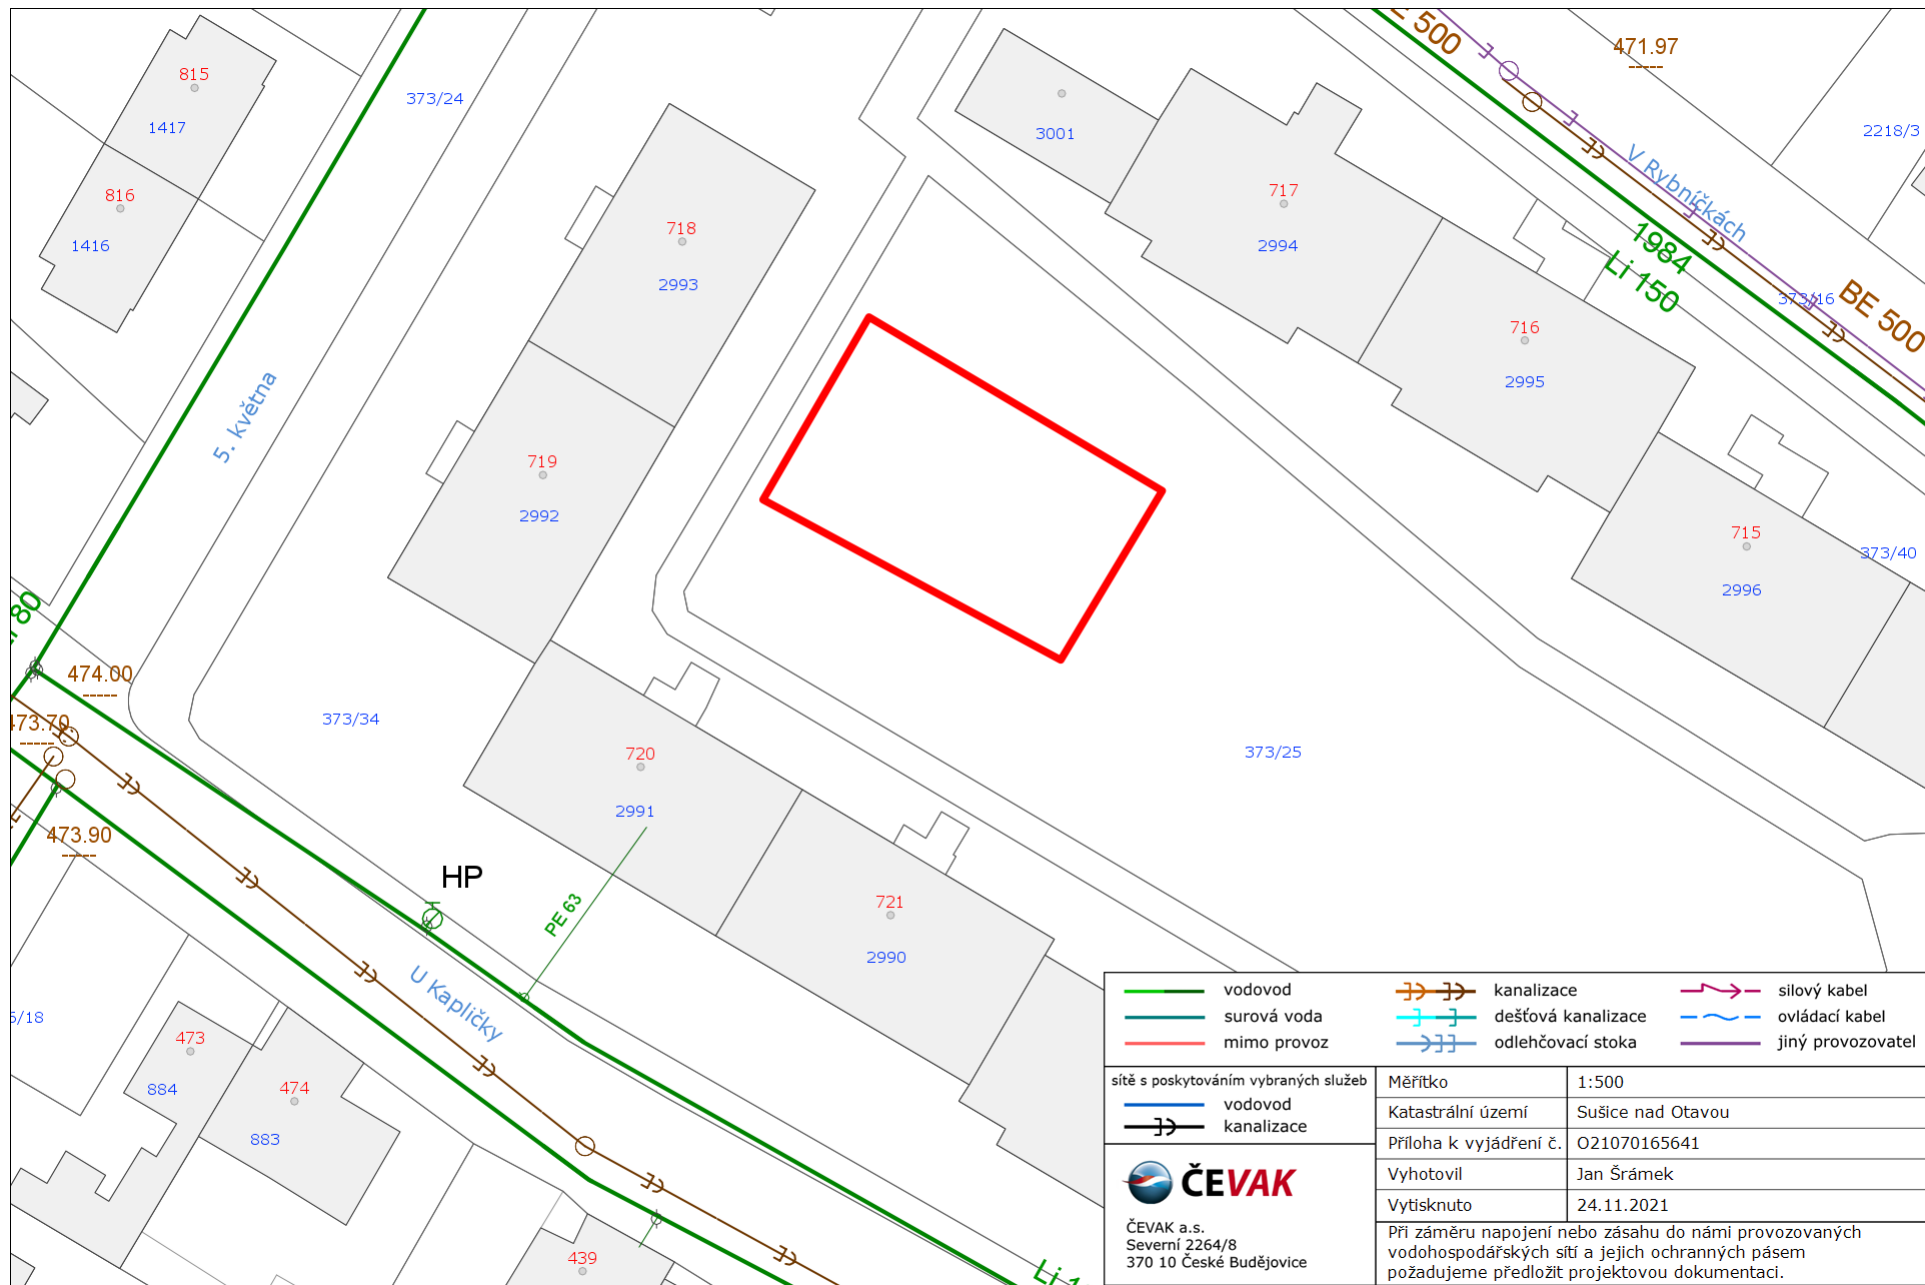 815
1417
816
1416
373/24
718
2993
719
2992
5. května
3001
717
2994
716
2995
715
2996
471.97
2218/3
V Rybníčkách
1984
Li 150
373/16
BE 500
373/40
474.00
473.90
373/34
720
2991
373/25
HP
PE 63
721
2990
U Kapličky
473
884
474
883
439
vodovod
surová voda
mimo provoz
kanalizace
dešťová kanalizace
odlehčovací stoka
silový kabel
ovládací kabel
jiný provozovatel
sítě s poskytováním vybraných služeb
vodovod
kanalizace
Měřítko 1:500
Katastrální území Sušice nad Otavou
Příloha k vyjádření č. O21070165641
Vyhotovil Jan Šrámek
Vytisknuto 24.11.2021
ČEVAK
ČEVAK a.s.
Severní 2264/8
370 10 České Budějovice
Při záměru napojení nebo zásahu do námi provozovaných
vodohospodářských sítí a jejich ochranných pásem
požadujeme předložit projektovou dokumentaci.